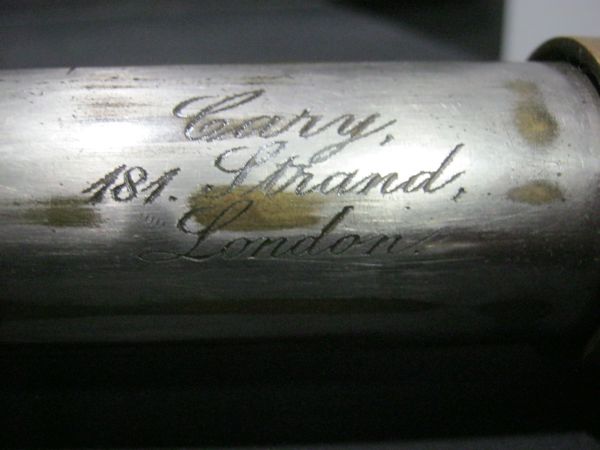 Cary,
181. Strand,
London.